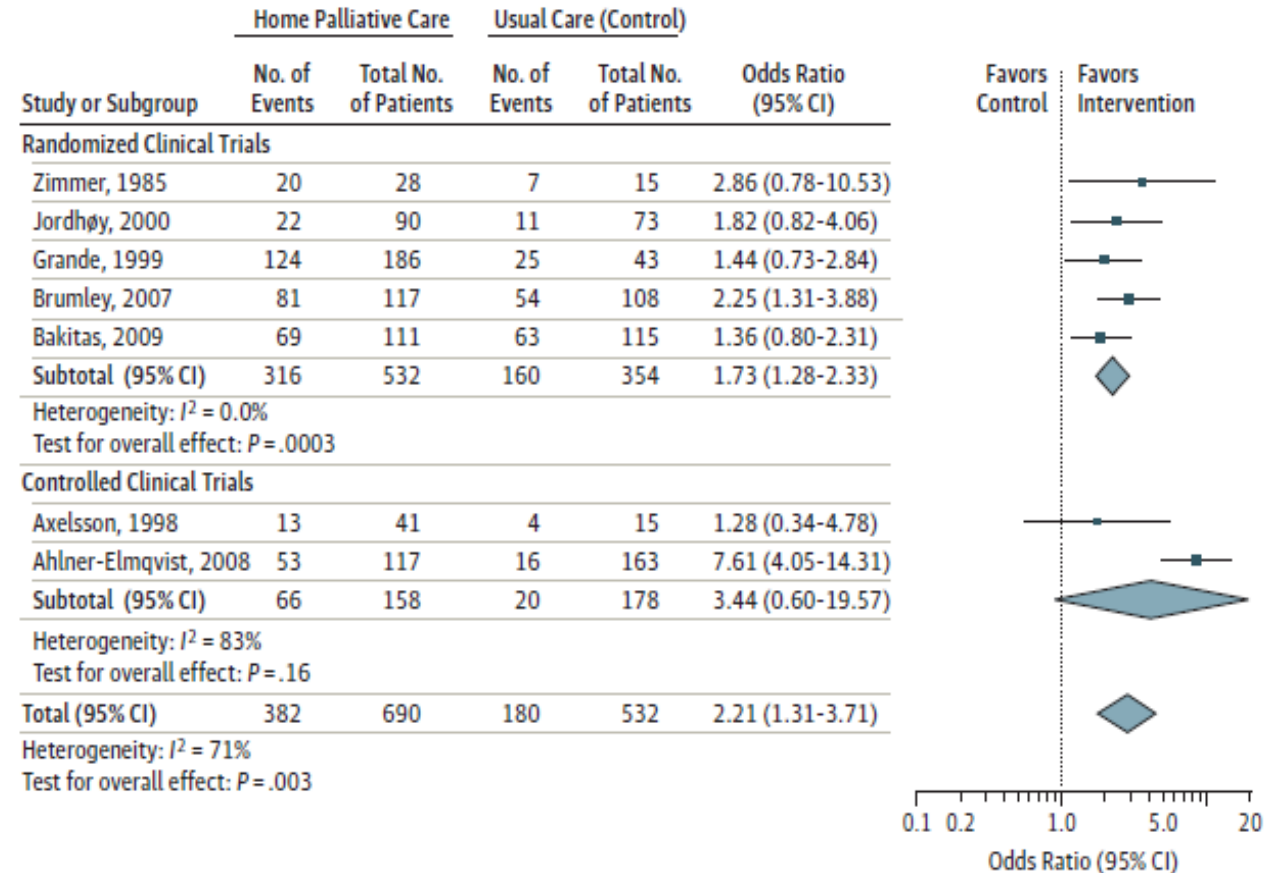 Home Palliative Care Usual Care (Control)
Study or Subgroup No. of Events Total No. of Patients No. of Events Total No. of Patients Odds Ratio (95% CI) Favors Control Favors Intervention
Randomized Clinical Trials
Zimmer, 1985 20 28 7 15 2.86 (0.78-10.53)
Jordhøy, 2000 22 90 11 73 1.82 (0.82-4.06)
Grande, 1999 124 186 25 43 1.44 (0.73-2.84)
Brumley, 2007 81 117 54 108 2.25 (1.31-3.88)
Bakitas, 2009 69 111 63 115 1.36 (0.80-2.31)
Subtotal (95% CI) 316 532 160 354 1.73 (1.28-2.33)
Heterogeneity: I² = 0.0%
Test for overall effect: P = .0003
Controlled Clinical Trials
Axelsson, 1998 13 41 4 15 1.28 (0.34-4.78)
Ahlner-Elmqvist, 2008 53 117 16 163 7.61 (4.05-14.31)
Subtotal (95% CI) 66 158 20 178 3.44 (0.60-19.57)
Heterogeneity: I² = 83%
Test for overall effect: P = .16
Total (95% CI) 382 690 180 532 2.21 (1.31-3.71)
Heterogeneity: I² = 71%
Test for overall effect: P = .003
0.1 0.2 1.0 5.0 20
Odds Ratio (95% CI)